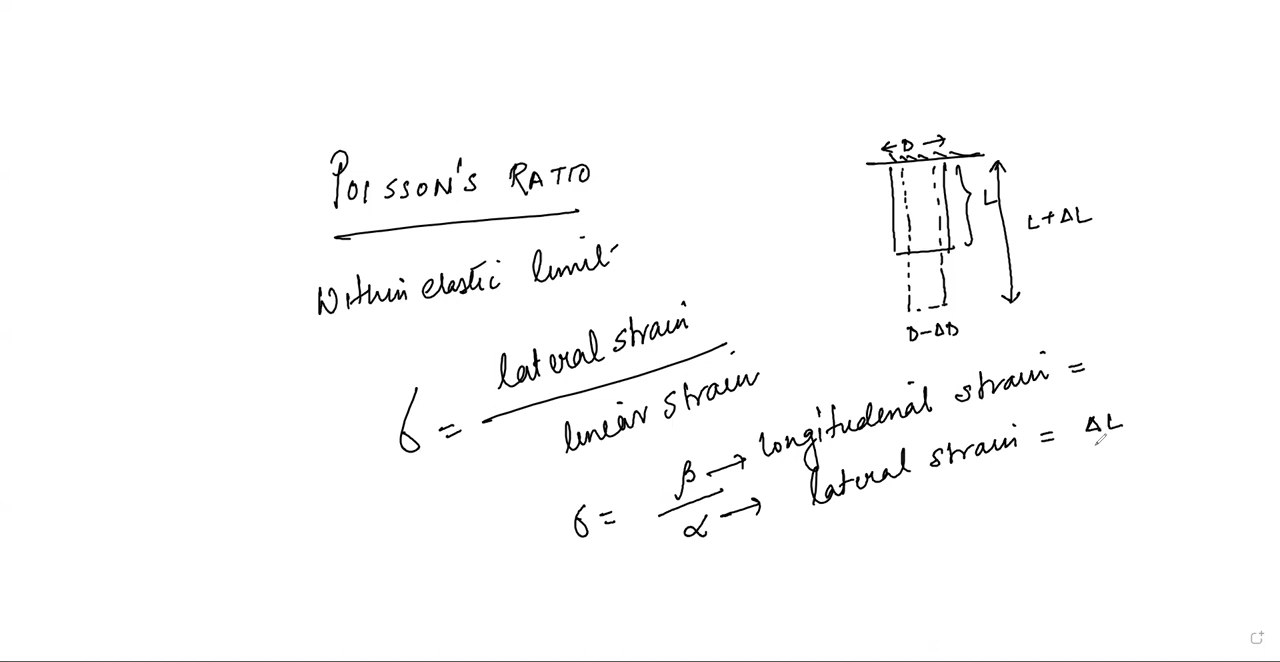 POISSON'S RATIO
Within elastic limit
σ = lateral strain
linear strain
σ = β → longitudenal strain =
α → lateral strain = ΔL
← D →
L
L + ΔL
D - ΔD